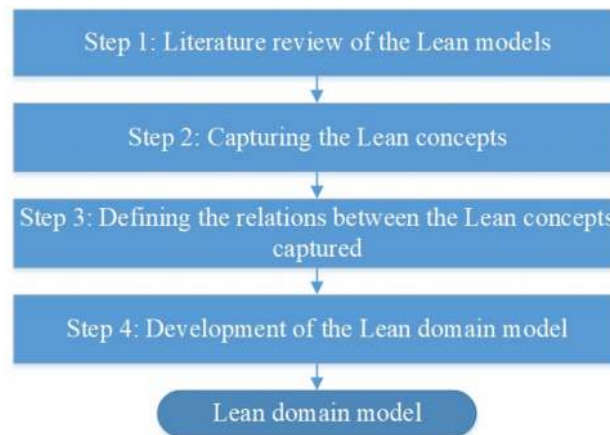 Step 1: Literature review of the Lean models
Step 2: Capturing the Lean concepts
Step 3: Defining the relations between the Lean concepts
captured
Step 4: Development of the Lean domain model
Lean domain model